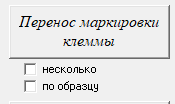 Перенос маркировки
клеммы
несколько
по образцу